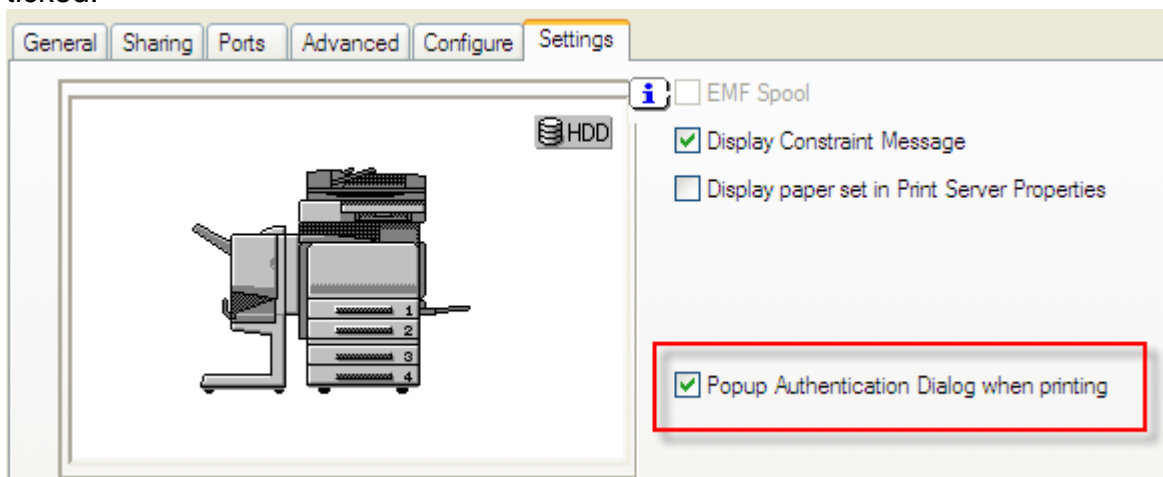 ticked.
General Sharing Ports Advanced Configure Settings
i EMF Spool
HDD
Display Constraint Message
Display paper set in Print Server Properties
1
2
3
4
Popup Authentication Dialog when printing